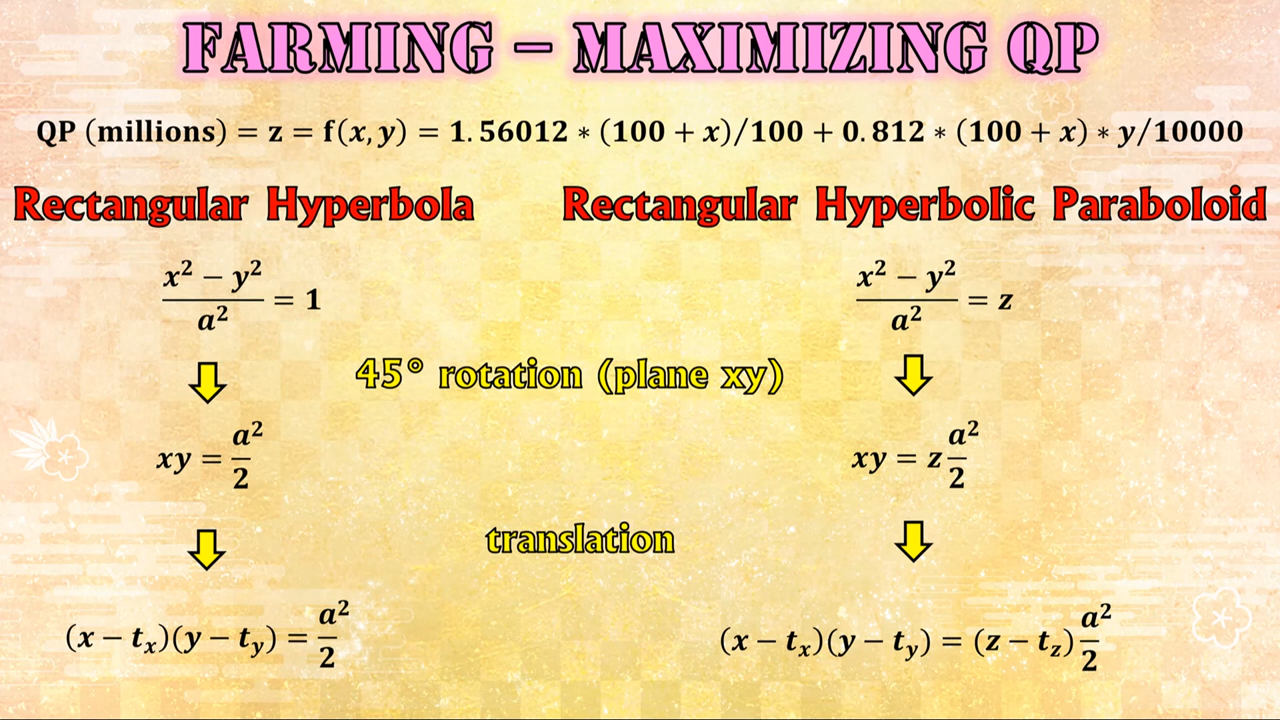 FARMING – MAXIMIZING QP
QP (millions) = z = f(x, y) = 1.56012 * (100 + x)/100 + 0.812 * (100 + x) * y/10000
Rectangular Hyperbola Rectangular Hyperbolic Paraboloid
(x² − y²)/a² = 1 (x² − y²)/a² = z
45° rotation (plane xy)
xy = a²/2 xy = z a²/2
translation
(x − tₓ)(y − t_y) = a²/2 (x − tₓ)(y − t_y) = (z − t_z) a²/2